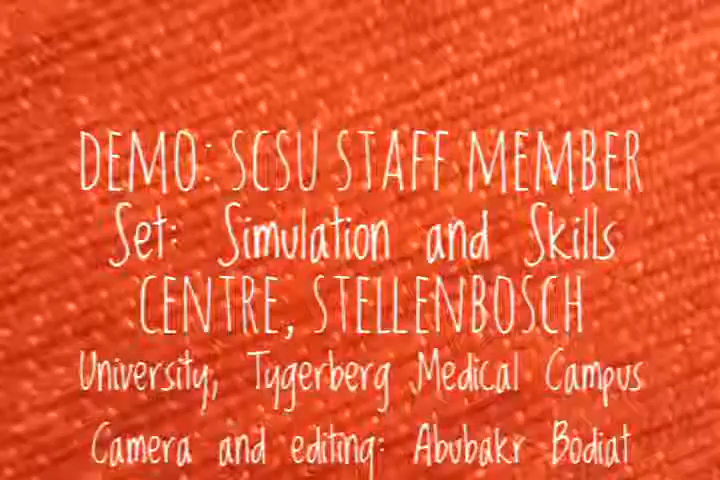 DEMO: SCSU STAFF MEMBER
Set: Simulation and Skills
CENTRE, STELLENBOSCH
University, Tygerberg Medical Campus
Camera and editing: Abubakr Bodiat